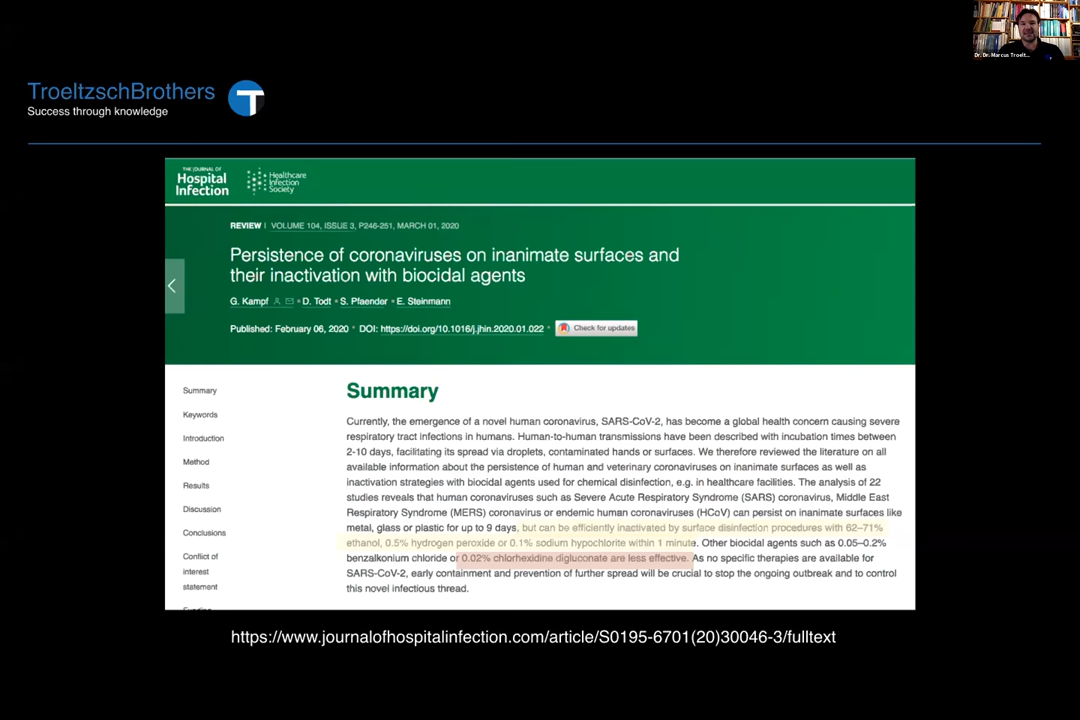 Dr. Dr. Marcus Troelt...
TroeltzschBrothers
Success through knowledge
T
THE JOURNAL OF
Hospital
Infection
Healthcare
Infection
Society
REVIEW | VOLUME 104, ISSUE 3, P246-251, MARCH 01, 2020
Persistence of coronaviruses on inanimate surfaces and
their inactivation with biocidal agents
G. Kampf • D. Todt • S. Pfaender • E. Steinmann
Published: February 06, 2020 • DOI: https://doi.org/10.1016/j.jhin.2020.01.022 • Check for updates
Summary
Keywords
Introduction
Method
Results
Discussion
Conclusions
Conflict of
interest
statement
Summary
Currently, the emergence of a novel human coronavirus, SARS-CoV-2, has become a global health concern causing severe
respiratory tract infections in humans. Human-to-human transmissions have been described with incubation times between
2-10 days, facilitating its spread via droplets, contaminated hands or surfaces. We therefore reviewed the literature on all
available information about the persistence of human and veterinary coronaviruses on inanimate surfaces as well as
inactivation strategies with biocidal agents used for chemical disinfection, e.g. in healthcare facilities. The analysis of 22
studies reveals that human coronaviruses such as Severe Acute Respiratory Syndrome (SARS) coronavirus, Middle East
Respiratory Syndrome (MERS) coronavirus or endemic human coronaviruses (HCoV) can persist on inanimate surfaces like
metal, glass or plastic for up to 9 days, but can be efficiently inactivated by surface disinfection procedures with 62–71%
ethanol, 0.5% hydrogen peroxide or 0.1% sodium hypochlorite within 1 minute. Other biocidal agents such as 0.05–0.2%
benzalkonium chloride or 0.02% chlorhexidine digluconate are less effective. As no specific therapies are available for
SARS-CoV-2, early containment and prevention of further spread will be crucial to stop the ongoing outbreak and to control
this novel infectious thread.
https://www.journalofhospitalinfection.com/article/S0195-6701(20)30046-3/fulltext